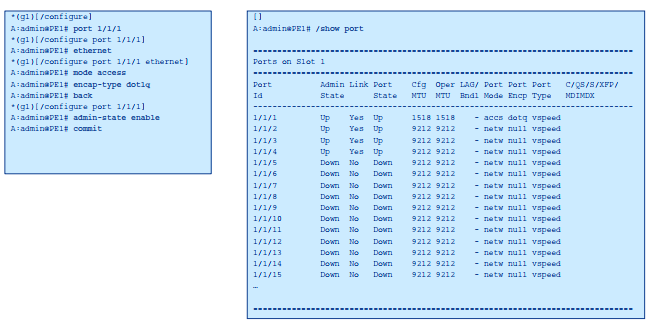 *(gl)[/configure]
A:admin@PE1# port 1/1/1
*(gl)[/configure port 1/1/1]
A:admin@PE1# ethernet
*(gl)[/configure port 1/1/1 ethernet]
A:admin@PE1# mode access
A:admin@PE1# encap-type dot1q
A:admin@PE1# back
*(gl)[/configure port 1/1/1]
A:admin@PE1# admin-state enable
A:admin@PE1# commit
[]
A:admin@PE1# /show port
===============================================================================
Ports on Slot 1
===============================================================================
Port Admin Link Port Cfg Oper LAG/ Port Port Port C/QS/S/XFP/
Id State State MTU MTU Bndl Mode Encp Type MDIMDX
-------------------------------------------------------------------------------
1/1/1 Up Yes Up 1518 1518 - accs dotq vspeed
1/1/2 Up Yes Up 9212 9212 - netw null vspeed
1/1/3 Up Yes Up 9212 9212 - netw null vspeed
1/1/4 Up Yes Up 9212 9212 - netw null vspeed
1/1/5 Down No Down 9212 9212 - netw null vspeed
1/1/6 Down No Down 9212 9212 - netw null vspeed
1/1/7 Down No Down 9212 9212 - netw null vspeed
1/1/8 Down No Down 9212 9212 - netw null vspeed
1/1/9 Down No Down 9212 9212 - netw null vspeed
1/1/10 Down No Down 9212 9212 - netw null vspeed
1/1/11 Down No Down 9212 9212 - netw null vspeed
1/1/12 Down No Down 9212 9212 - netw null vspeed
1/1/13 Down No Down 9212 9212 - netw null vspeed
1/1/14 Down No Down 9212 9212 - netw null vspeed
1/1/15 Down No Down 9212 9212 - netw null vspeed
…
===============================================================================